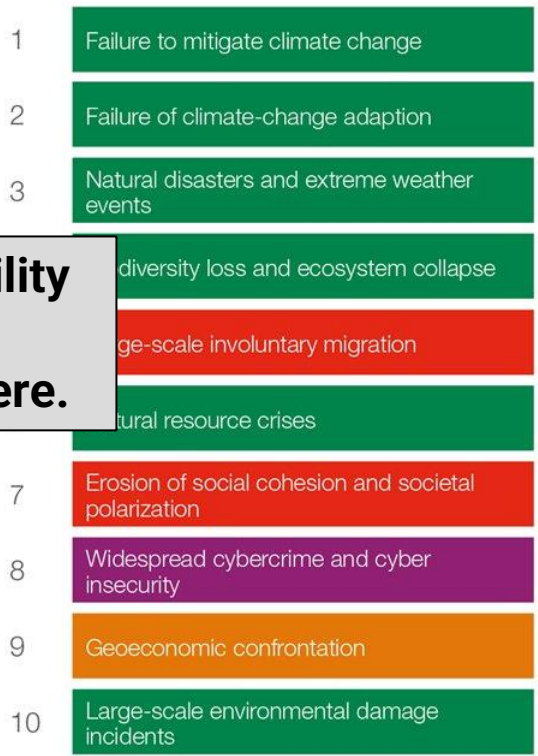 1
Failure to mitigate climate change
2
Failure of climate-change adaption
3
Natural disasters and extreme weather
events
ility
diversity loss and ecosystem collapse
ge-scale involuntary migration
ere.
tural resource crises
7
Erosion of social cohesion and societal
polarization
8
Widespread cybercrime and cyber
insecurity
9
Geoeconomic confrontation
10
Large-scale environmental damage
incidents